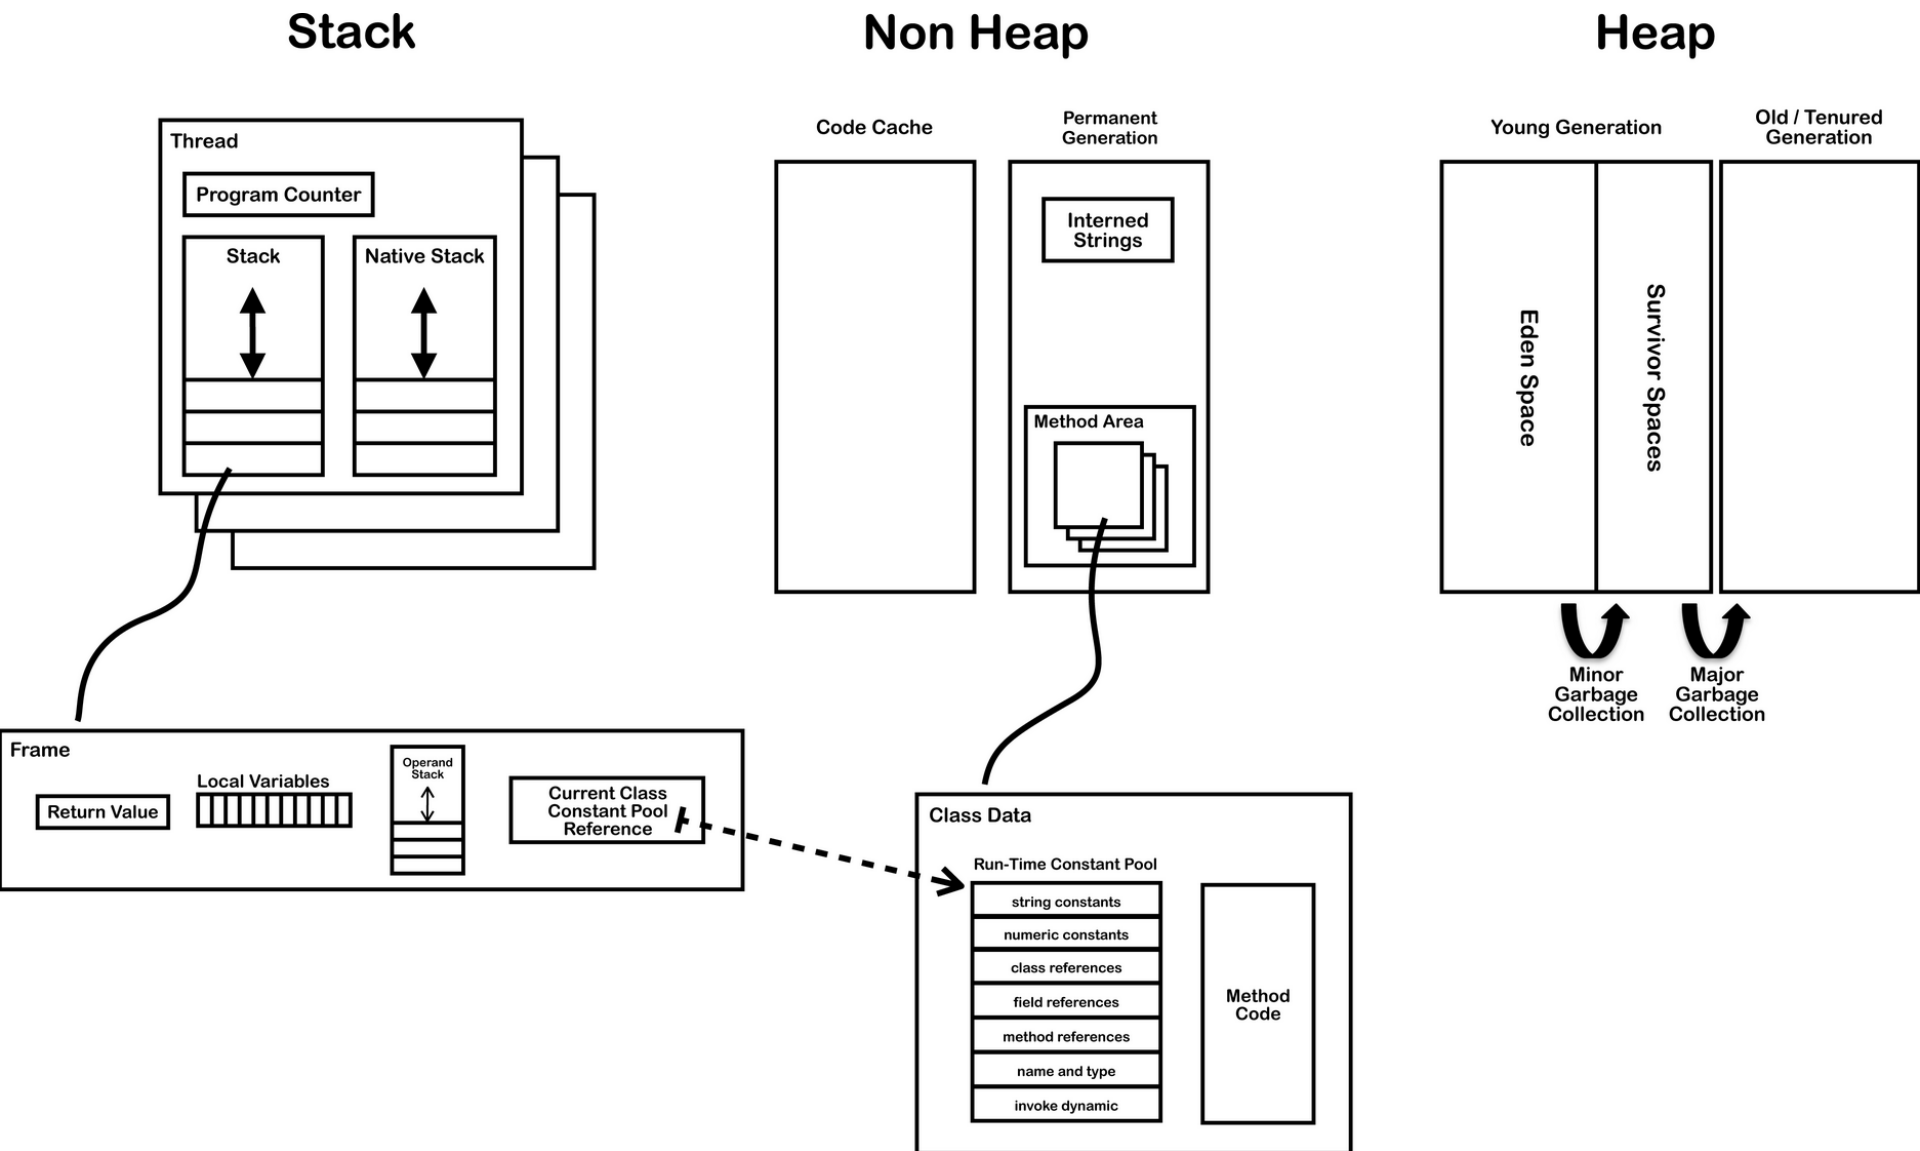 Stack
Non Heap
Heap
Thread
Program Counter
Stack
Native Stack
Code Cache
Permanent
Generation
Interned
Strings
Method Area
Young Generation
Old / Tenured
Generation
Eden Space
Survivor Spaces
Minor
Garbage
Collection
Major
Garbage
Collection
Frame
Return Value
Local Variables
Operand
Stack
Current Class
Constant Pool
Reference
Class Data
Run-Time Constant Pool
string constants
numeric constants
class references
field references
method references
name and type
invoke dynamic
Method
Code